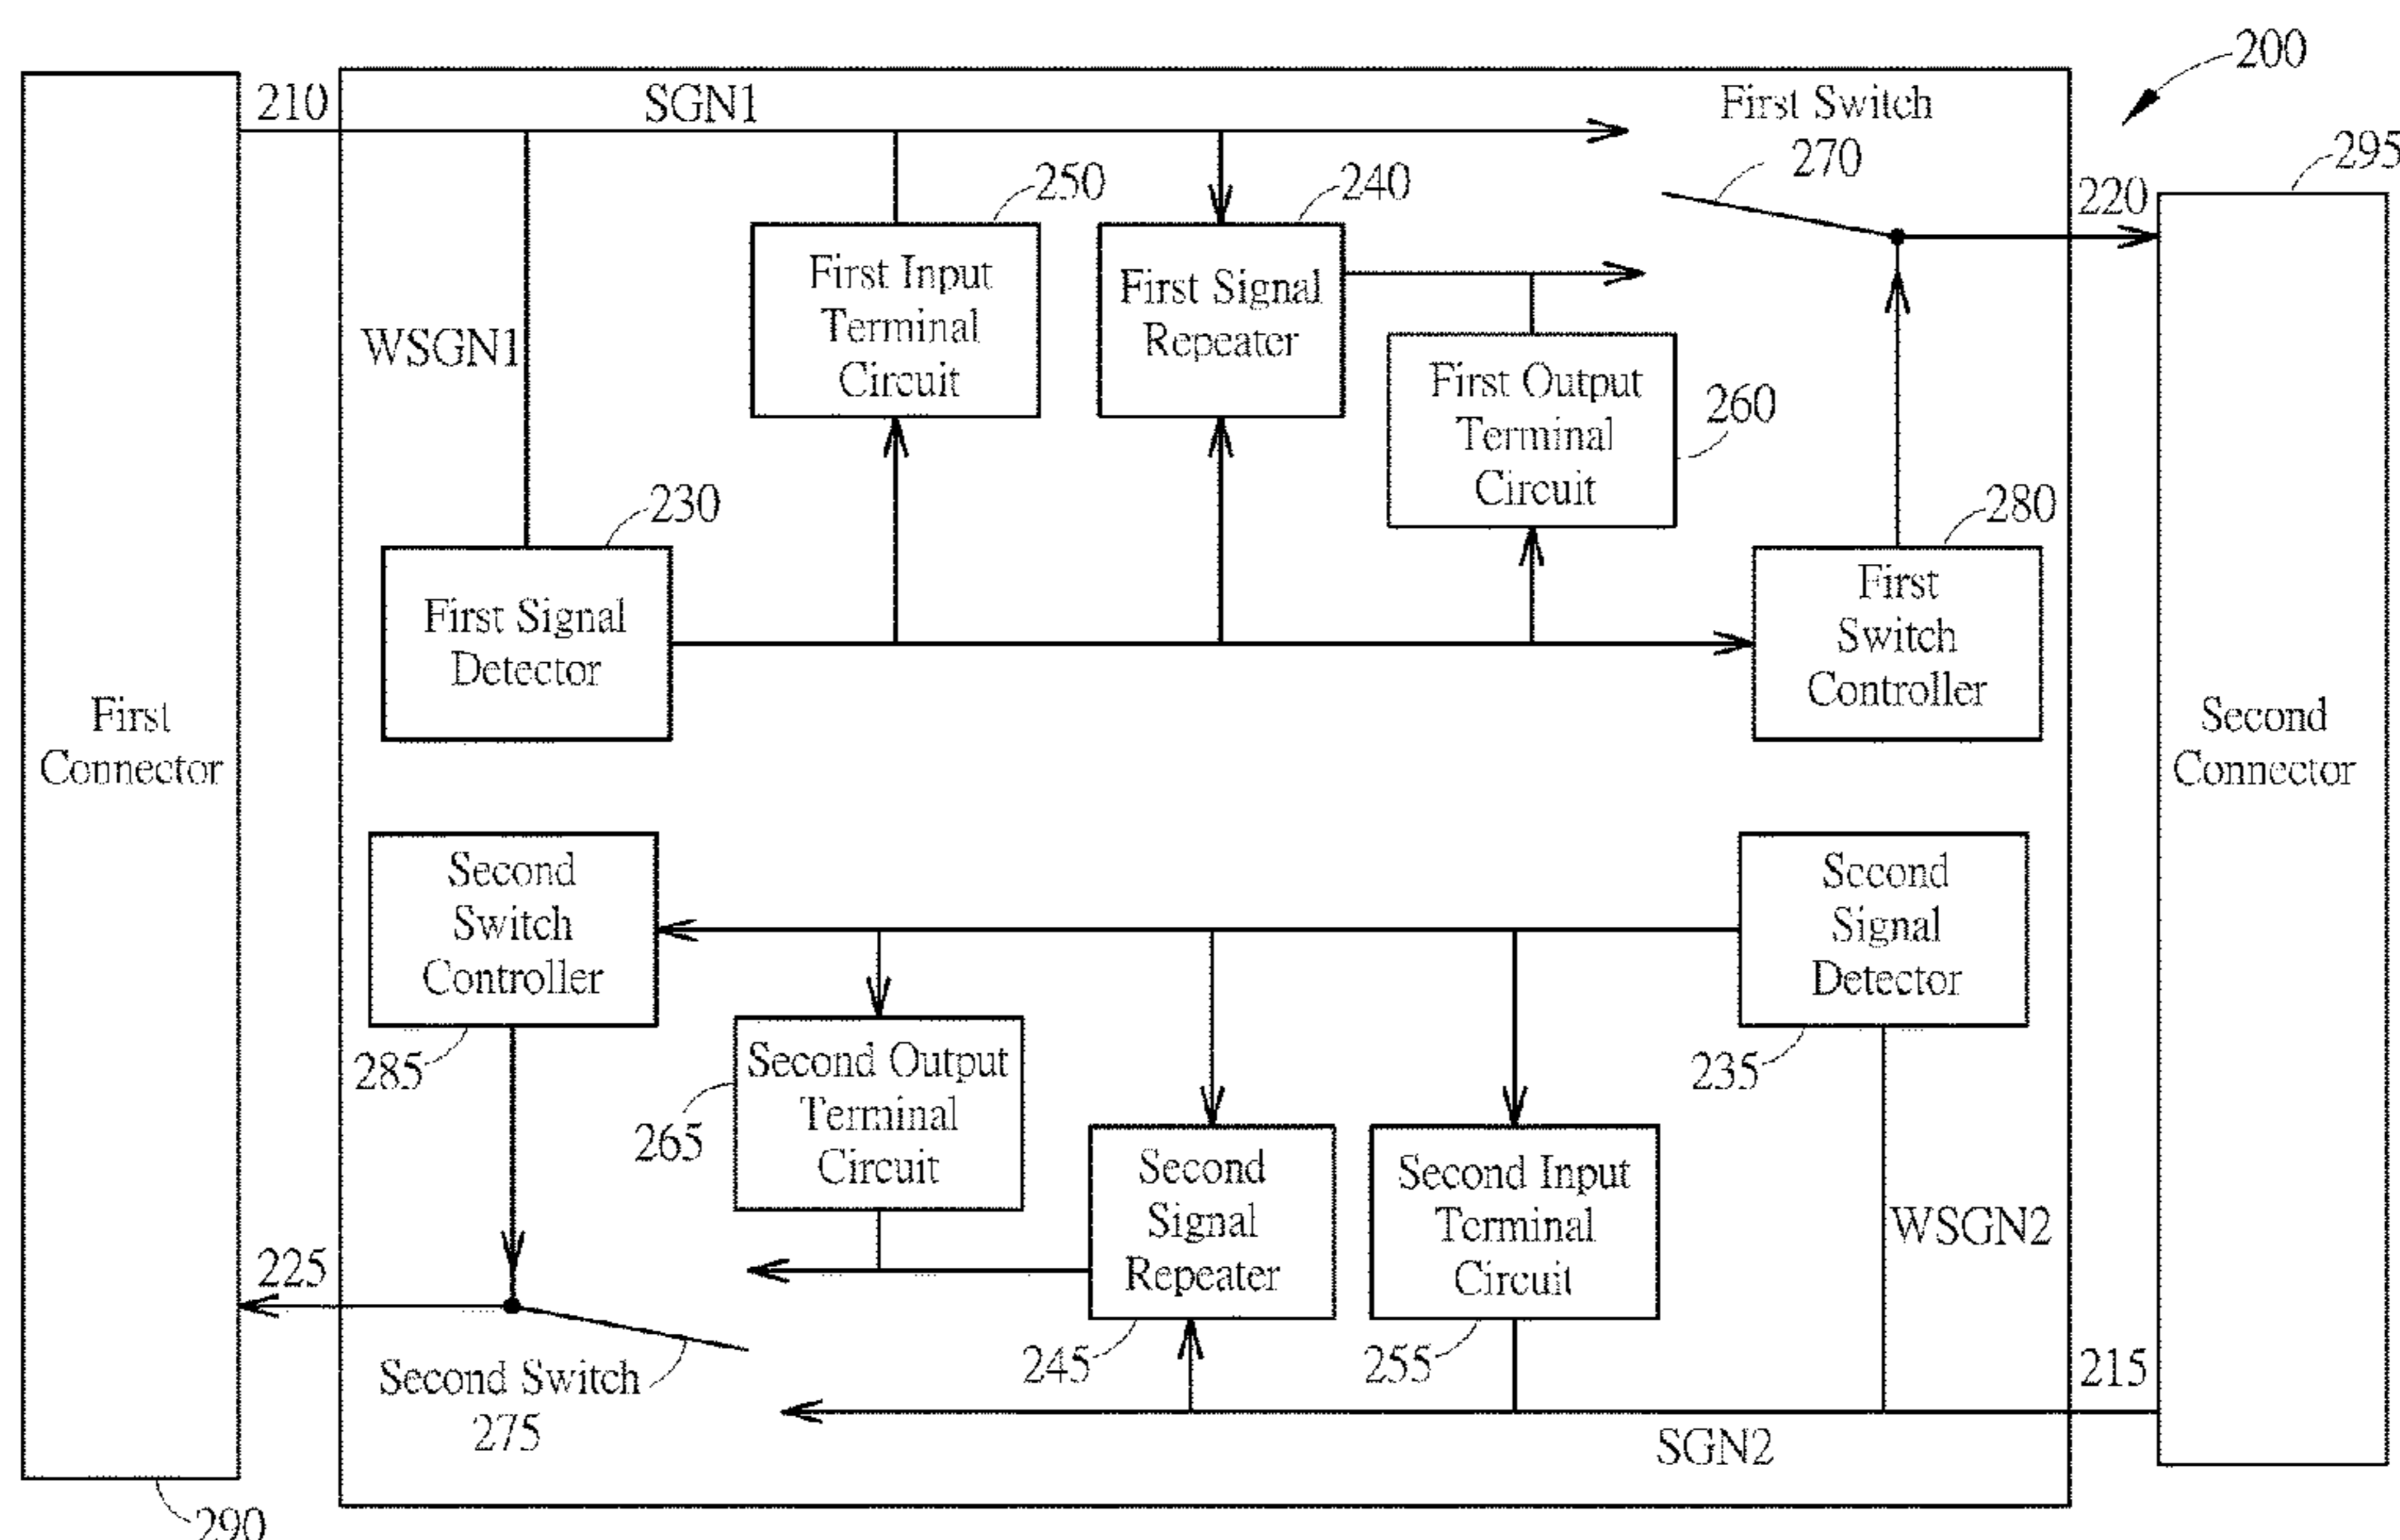 200
210
SGN1
First Switch
270
295
250
240
220
First Input
Terminal
Circuit
First Signal
Repeater
WSGN1
First Output
Terminal
Circuit
260
230
280
First Signal
Detector
First
Switch
Controller
First
Connector
Second
Connector
Second
Switch
Controller
Second
Signal
Detector
285
Second Output
Terminal
Circuit
265
235
Second
Signal
Repeater
Second Input
Terminal
Circuit
WSGN2
225
Second Switch
275
245
255
215
SGN2
290